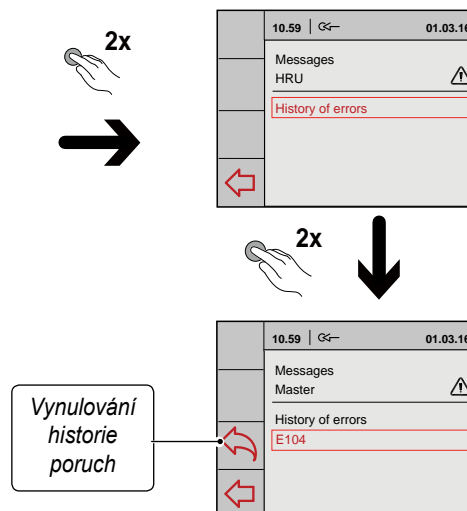 2x
10.59 01.03.16
Messages
HRU
History of errors
2x
10.59 01.03.16
Messages
Master
History of errors
E104
Vynulování
historie
poruch